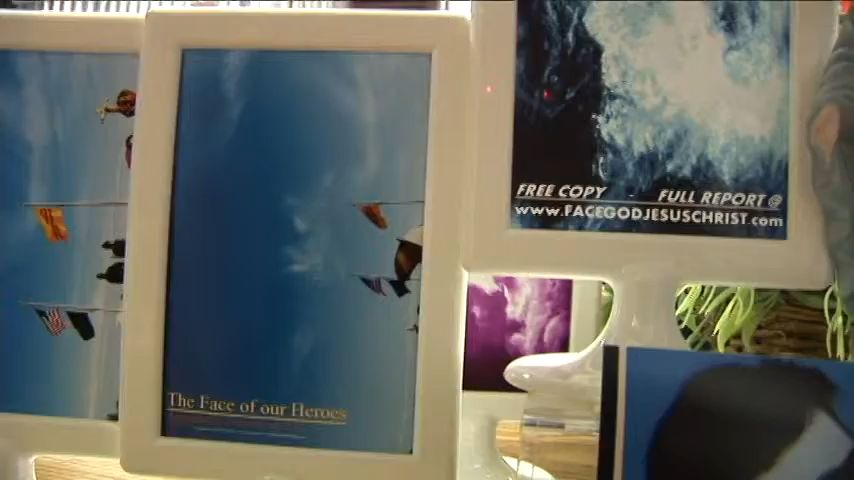 The Face of our Heroes
FREE COPY FULL REPORT @
www.FACEGODJESUSCHRIST.com